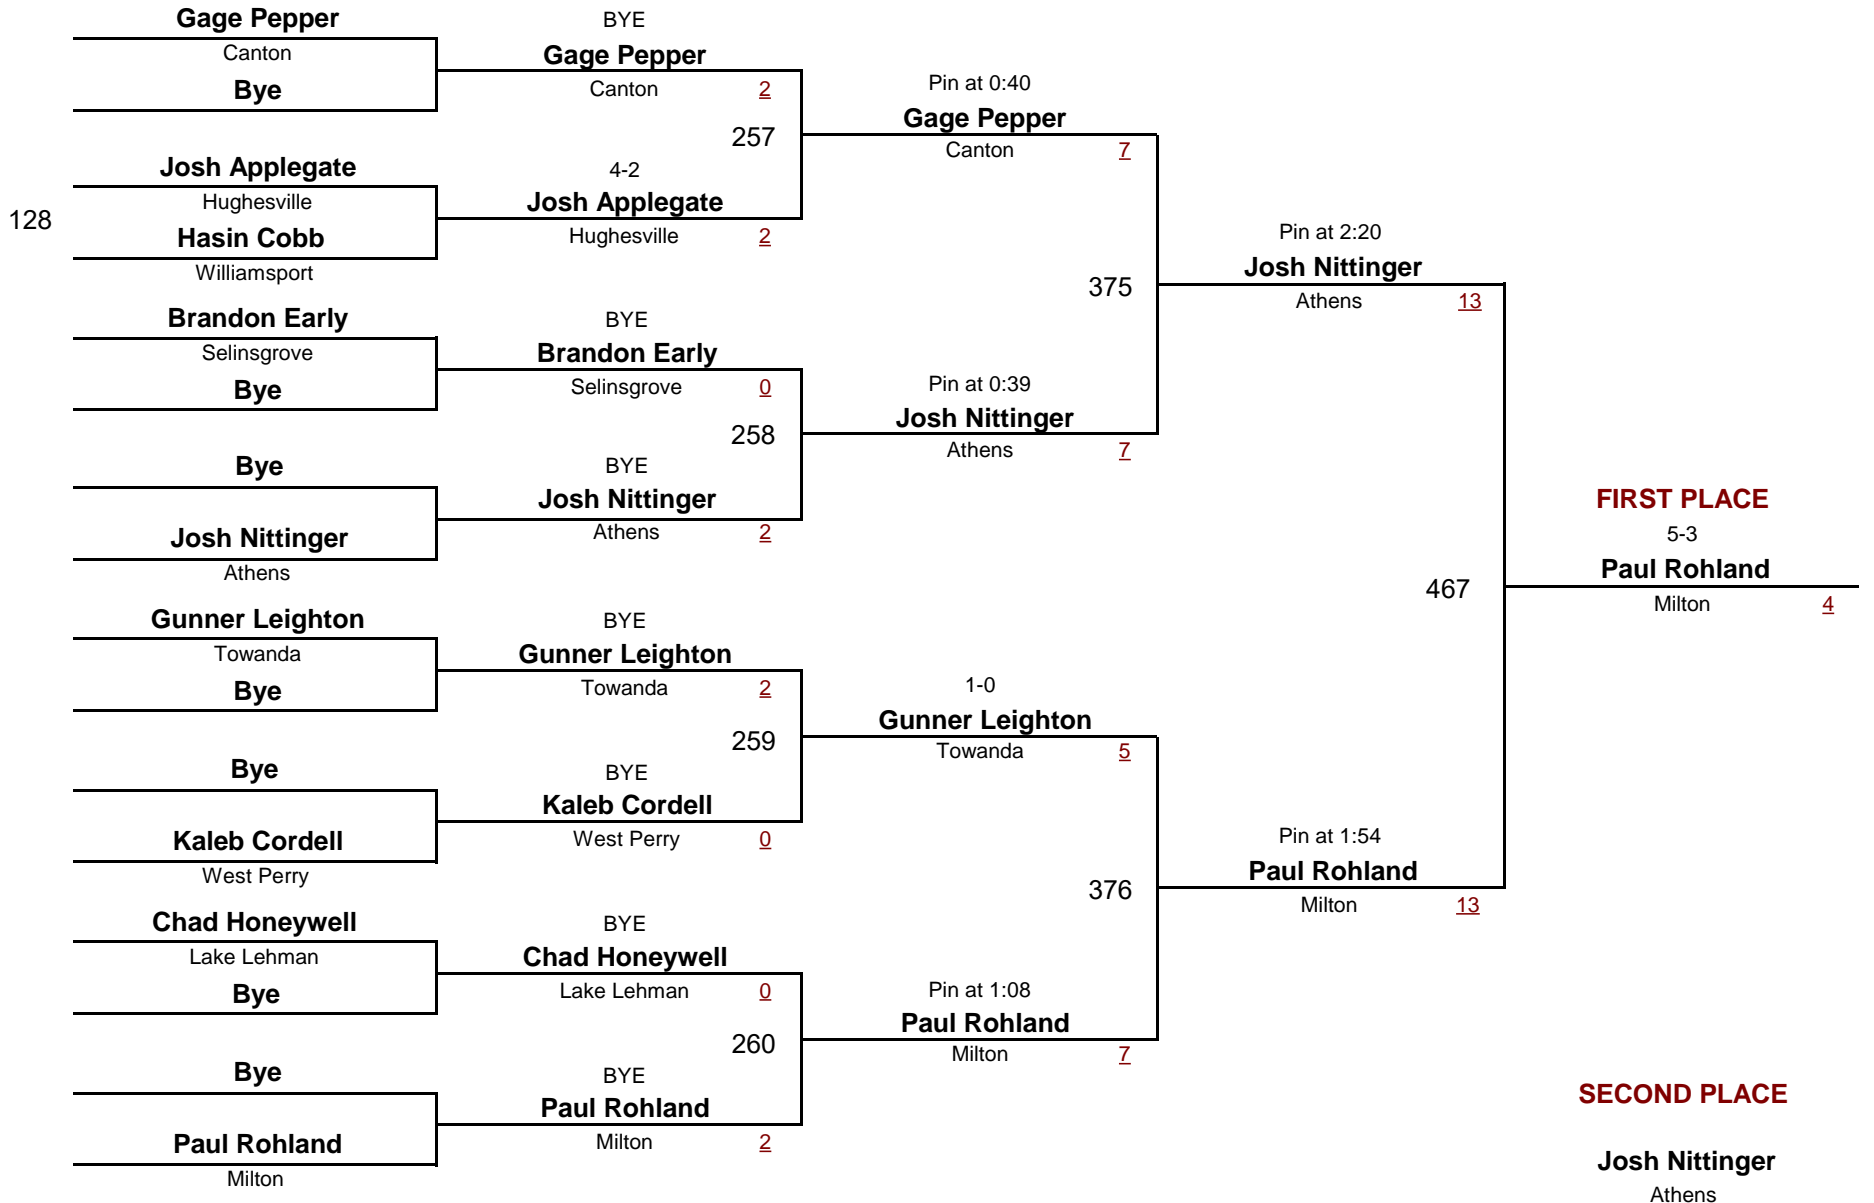 Gage Pepper
Canton
Bye
128
Josh Applegate
Hughesville
Hasin Cobb
Williamsport
Brandon Early
Selinsgrove
Bye
Bye
Josh Nittinger
Athens
Gunner Leighton
Towanda
Bye
Bye
Kaleb Cordell
West Perry
Chad Honeywell
Lake Lehman
Bye
Bye
Paul Rohland
Milton
BYE
Gage Pepper
Canton 2
257
4-2
Josh Applegate
Hughesville 2
BYE
Brandon Early
Selinsgrove 0
258
BYE
Josh Nittinger
Athens 2
BYE
Gunner Leighton
Towanda 2
259
BYE
Kaleb Cordell
West Perry 0
BYE
Chad Honeywell
Lake Lehman 0
260
BYE
Paul Rohland
Milton 2
Pin at 0:40
Gage Pepper
Canton 7
375
Pin at 0:39
Josh Nittinger
Athens 7
1-0
Gunner Leighton
Towanda 5
376
Pin at 1:08
Paul Rohland
Milton 7
Pin at 2:20
Josh Nittinger
Athens 13
467
Pin at 1:54
Paul Rohland
Milton 13
FIRST PLACE
5-3
Paul Rohland
Milton 4
SECOND PLACE
Josh Nittinger
Athens